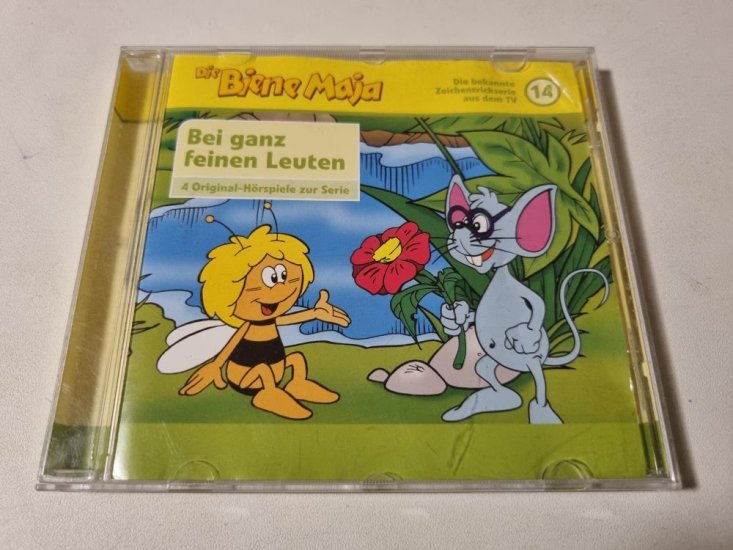 Die Biene Maja
Die bekannte
Zeichentrickserie
aus dem TV
14
Bei ganz
feinen Leuten
4 Original-Hörspiele zur Serie